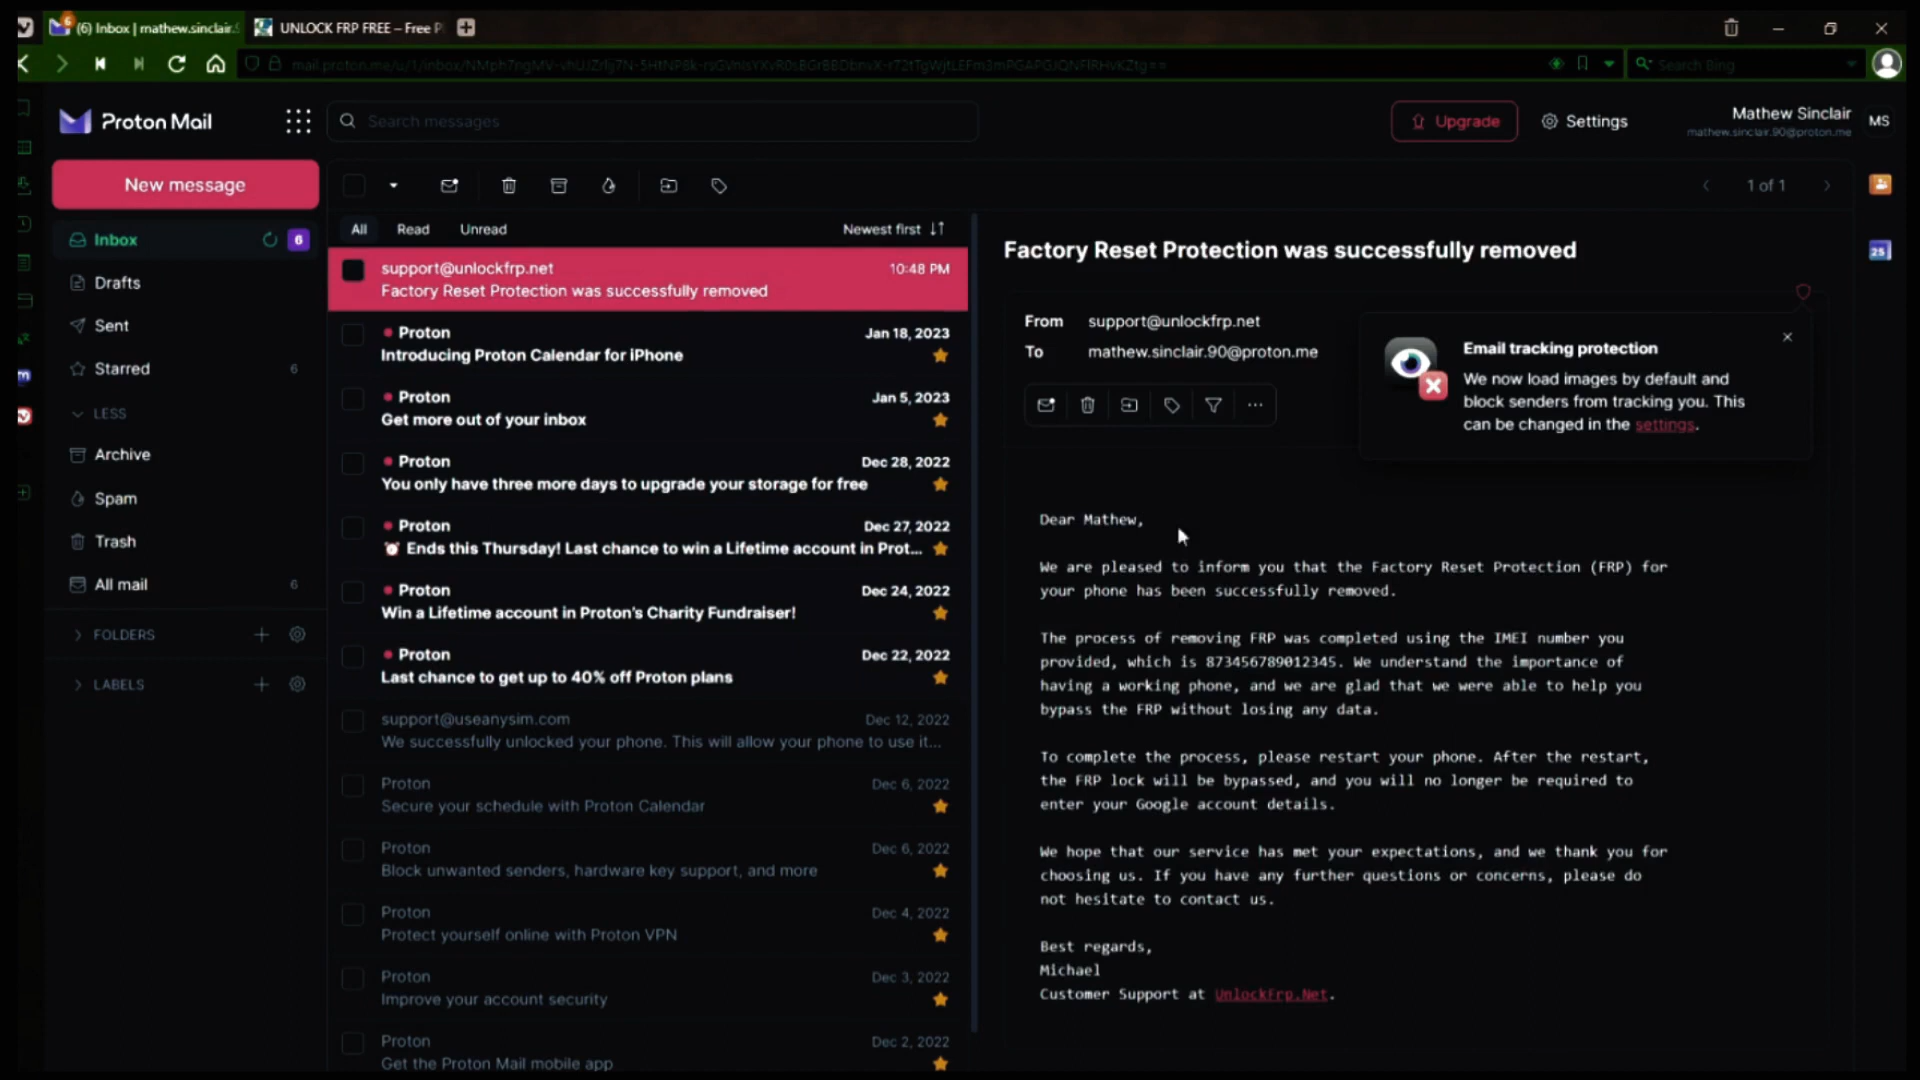 (6) Inbox | mathew.sinclair.
UNLOCK FRP FREE – Free P
Search Bing
Proton Mail
Search messages
Upgrade
Settings
Mathew Sinclair
mathew.sinclair.90@proton.me
MS
New message
1 of 1
Inbox
6
Drafts
Sent
Starred
6
LESS
Archive
Spam
Trash
All mail
6
FOLDERS
LABELS
All
Read
Unread
Newest first
support@unlockfrp.net
10:48 PM
Factory Reset Protection was successfully removed
Proton
Jan 18, 2023
Introducing Proton Calendar for iPhone
Proton
Jan 5, 2023
Get more out of your inbox
Proton
Dec 28, 2022
You only have three more days to upgrade your storage for free
Proton
Dec 27, 2022
⏰ Ends this Thursday! Last chance to win a Lifetime account in Prot...
Proton
Dec 24, 2022
Win a Lifetime account in Proton's Charity Fundraiser!
Proton
Dec 22, 2022
Last chance to get up to 40% off Proton plans
support@useanysim.com
Dec 12, 2022
We successfully unlocked your phone. This will allow your phone to use it...
Proton
Dec 6, 2022
Secure your schedule with Proton Calendar
Proton
Dec 6, 2022
Block unwanted senders, hardware key support, and more
Proton
Dec 4, 2022
Protect yourself online with Proton VPN
Proton
Dec 3, 2022
Improve your account security
Proton
Dec 2, 2022
Get the Proton Mail mobile app
Factory Reset Protection was successfully removed
From support@unlockfrp.net
To mathew.sinclair.90@proton.me
Email tracking protection
We now load images by default and
block senders from tracking you. This
can be changed in the settings.
Dear Mathew,
We are pleased to inform you that the Factory Reset Protection (FRP) for
your phone has been successfully removed.
The process of removing FRP was completed using the IMEI number you
provided, which is 873456789012345. We understand the importance of
having a working phone, and we are glad that we were able to help you
bypass the FRP without losing any data.
To complete the process, please restart your phone. After the restart,
the FRP lock will be bypassed, and you will no longer be required to
enter your Google account details.
We hope that our service has met your expectations, and we thank you for
choosing us. If you have any further questions or concerns, please do
not hesitate to contact us.
Best regards,
Michael
Customer Support at UnlockFrp.Net.
25